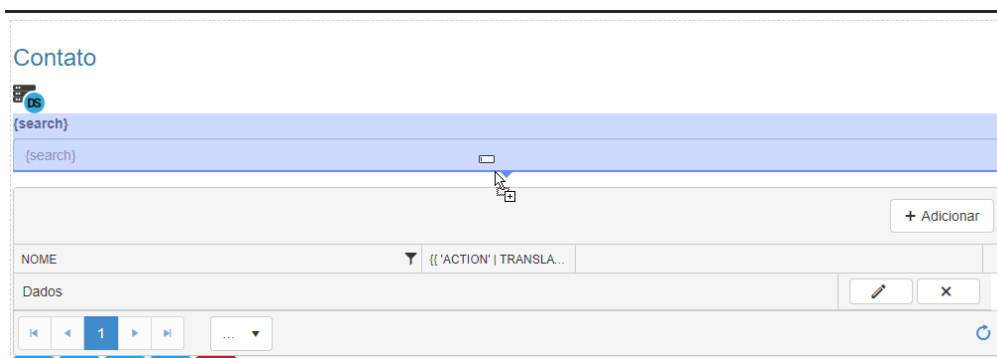 Contato
DS
{search}
{search}
+ Adicionar
NOME {{ 'ACTION' | TRANSLA...
Dados
1 ...